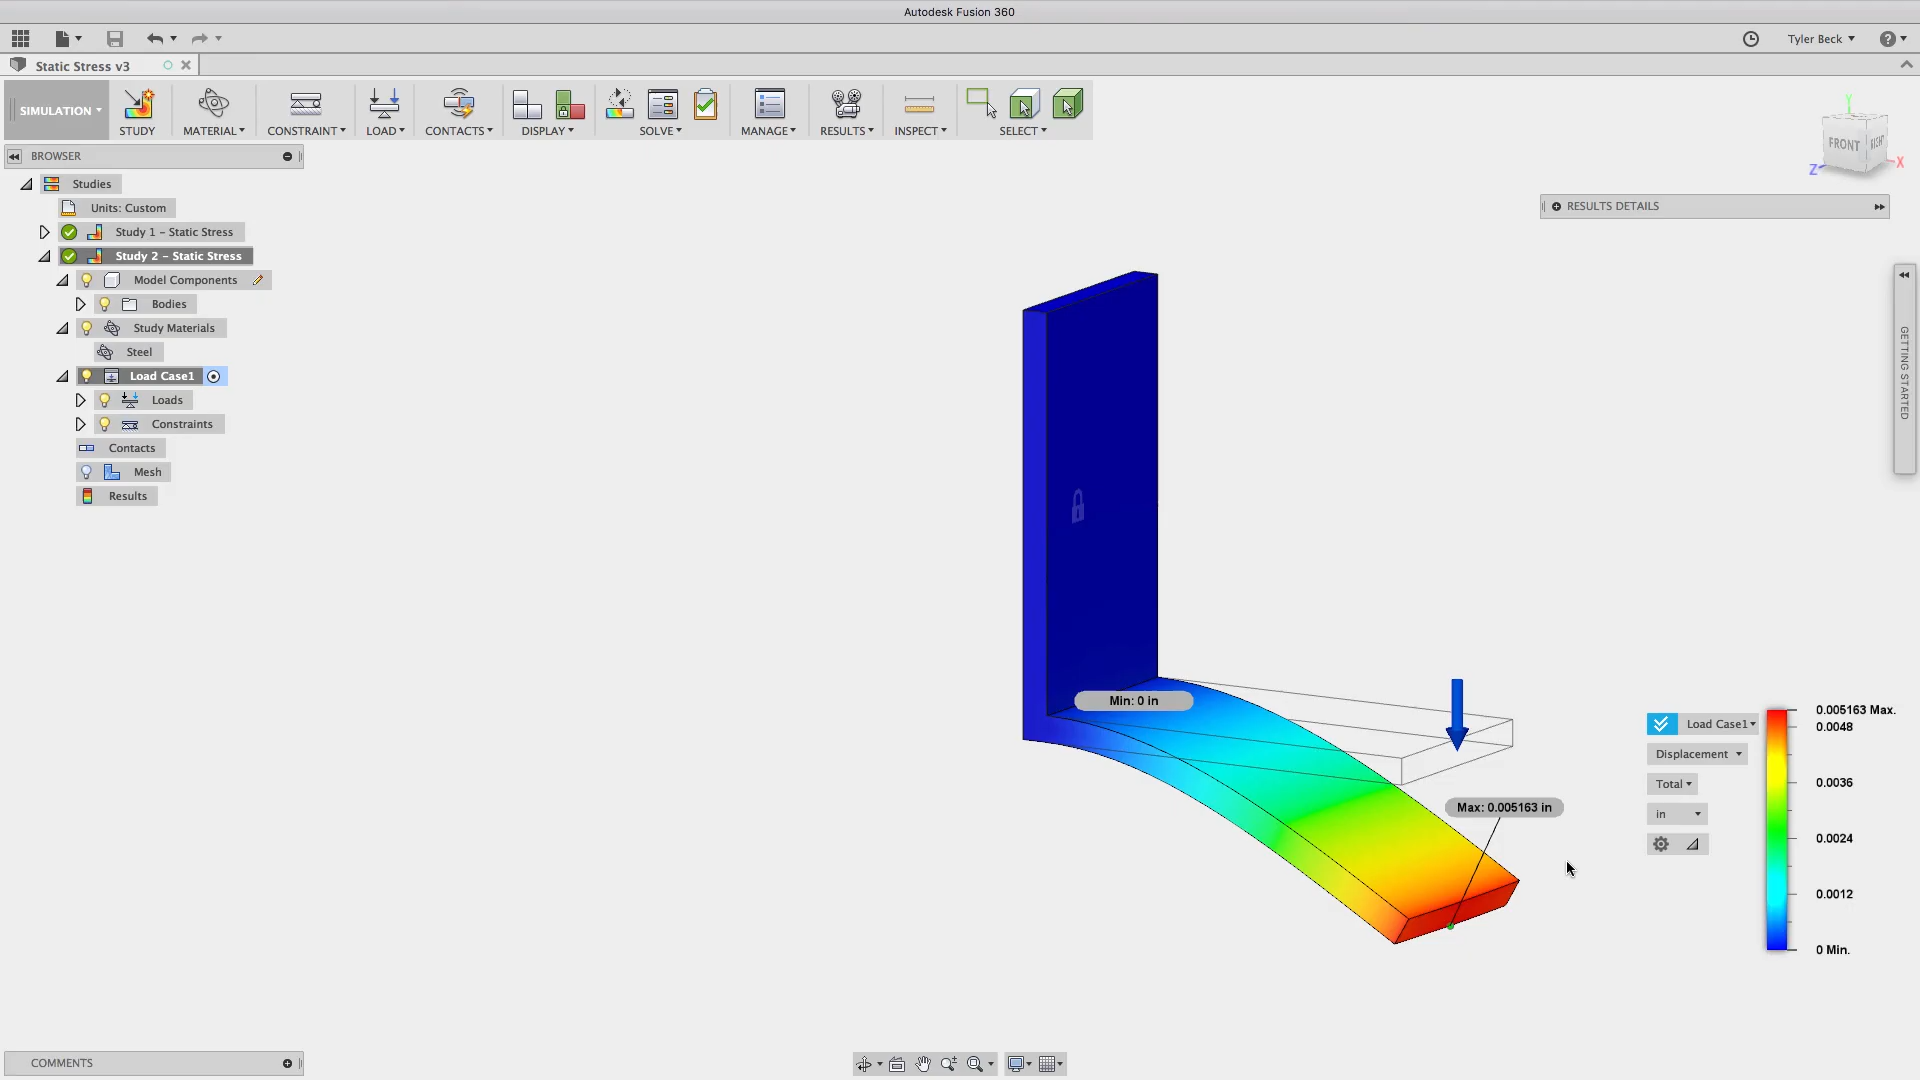 Autodesk Fusion 360
Tyler Beck
Static Stress v3
SIMULATION
STUDY
MATERIAL
CONSTRAINT
LOAD
CONTACTS
DISPLAY
SOLVE
MANAGE
RESULTS
INSPECT
SELECT
Y
FRONT
RIGHT
Z
X
BROWSER
Studies
Units: Custom
Study 1 - Static Stress
Study 2 - Static Stress
Model Components
Bodies
Study Materials
Steel
Load Case1
Loads
Constraints
Contacts
Mesh
Results
RESULTS DETAILS
GETTING STARTED
Min: 0 in
Max: 0.005163 in
Load Case1
Displacement
Total
in
0.005163 Max.
0.0048
0.0036
0.0024
0.0012
0 Min.
COMMENTS